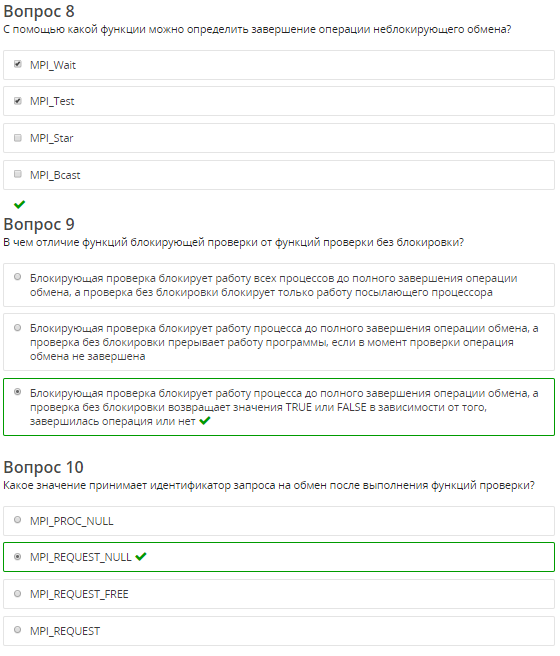 Вопрос 8
С помощью какой функции можно определить завершение операции неблокирующего обмена?
MPI_Wait
MPI_Test
MPI_Star
MPI_Bcast
Вопрос 9
В чем отличие функций блокирующей проверки от функций проверки без блокировки?
Блокирующая проверка блокирует работу всех процессов до полного завершения операции
обмена, а проверка без блокировки блокирует только работу посылающего процессора
Блокирующая проверка блокирует работу процесса до полного завершения операции обмена, а
проверка без блокировки прерывает работу программы, если в момент проверки операция
обмена не завершена
Блокирующая проверка блокирует работу процесса до полного завершения операции обмена, а
проверка без блокировки возвращает значения TRUE или FALSE в зависимости от того,
завершилась операция или нет
Вопрос 10
Какое значение принимает идентификатор запроса на обмен после выполнения функций проверки?
MPI_PROC_NULL
MPI_REQUEST_NULL
MPI_REQUEST_FREE
MPI_REQUEST